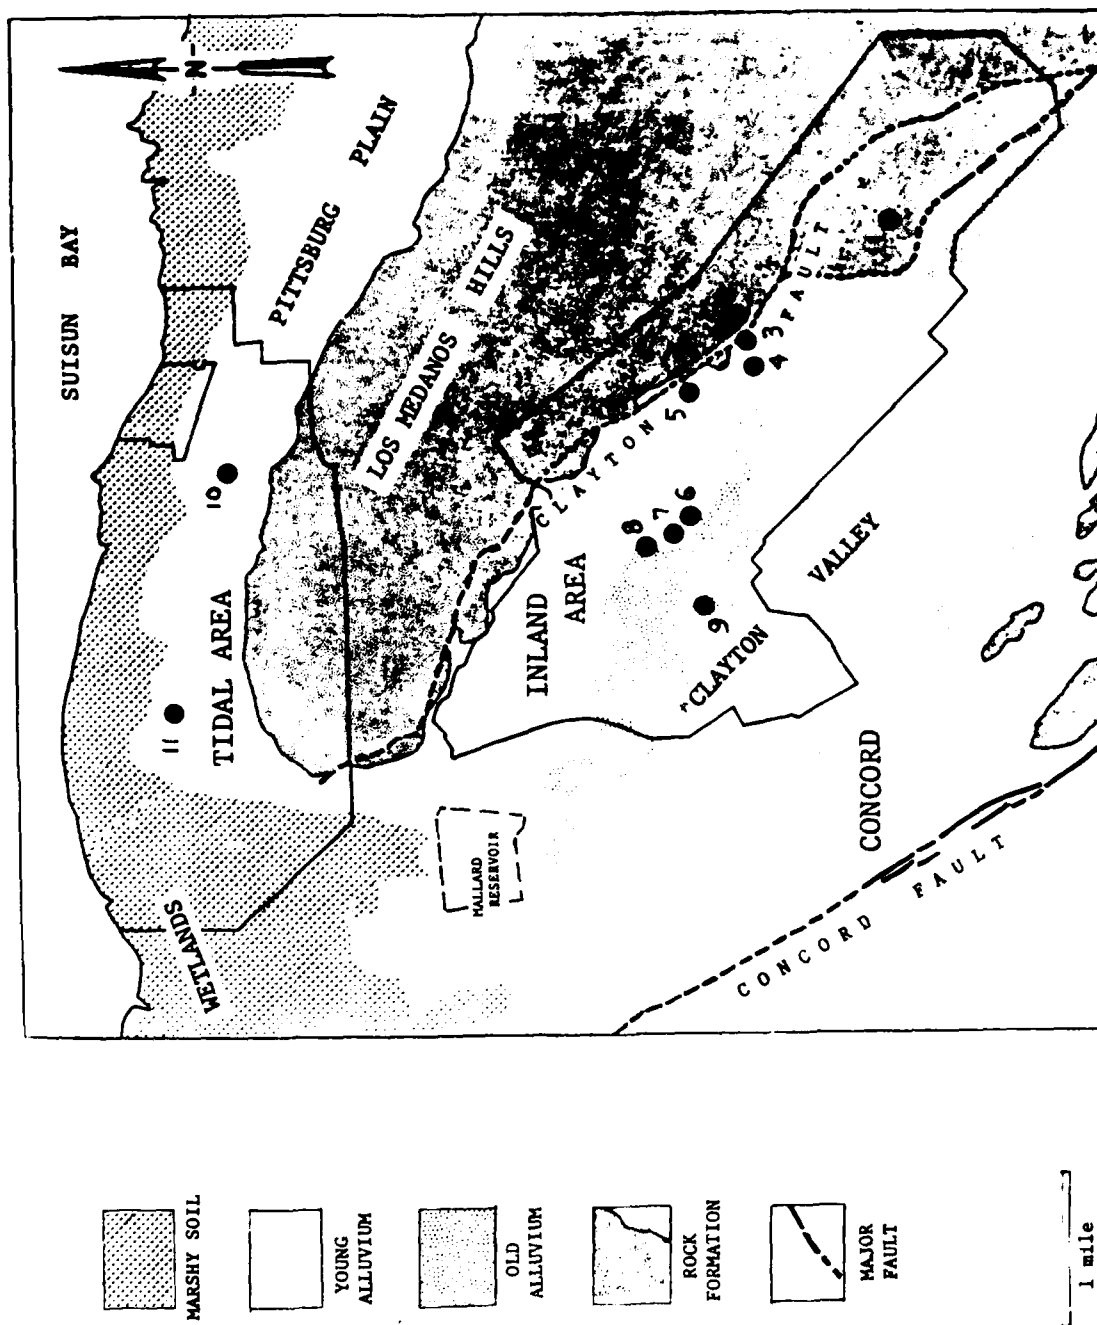 SUISUN BAY
N
PITTSBURG PLAIN
LOS MEDANOS HILLS
WETLANDS
TIDAL AREA
11
10
MALLARD
RESERVOIR
INLAND
AREA
CLAYTON FAULT
3
4
5
6
7
8
9
CLAYTON VALLEY
CONCORD
CONCORD FAULT
MARSHY SOIL
YOUNG
ALLUVIUM
OLD
ALLUVIUM
ROCK
FORMATION
MAJOR
FAULT
1 mile